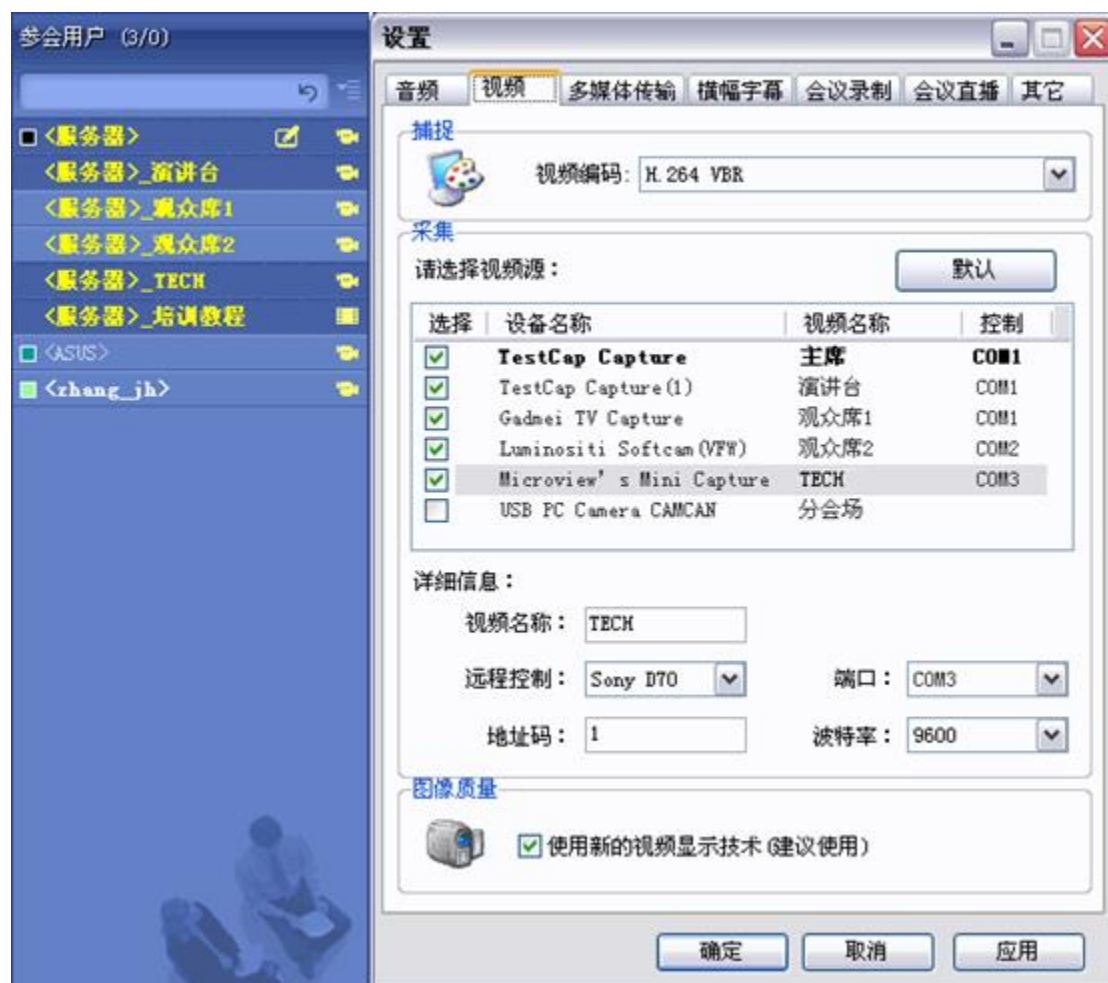 参会用户 (3/0)
<服务器>
<服务器>_演讲台
<服务器>_观众席1
<服务器>_观众席2
<服务器>_TECH
<服务器>_培训教程
<ASUS>
<zhang_jh>
设置
音频 视频 多媒体传输 横幅字幕 会议录制 会议直播 其它
捕捉
视频编码: H.264 VBR
采集
请选择视频源： 默认
选择 设备名称 视频名称 控制
TestCap Capture 主席 COM1
TestCap Capture(1) 演讲台 COM1
Gadmei TV Capture 观众席1 COM1
Luminositi Softcam(VFW) 观众席2 COM2
Microview's Mini Capture TECH COM3
USB PC Camera CAMCAN 分会场
详细信息：
视频名称： TECH
远程控制： Sony D70 端口： COM3
地址码： 1 波特率： 9600
图像质量
使用新的视频显示技术(建议使用)
确定 取消 应用